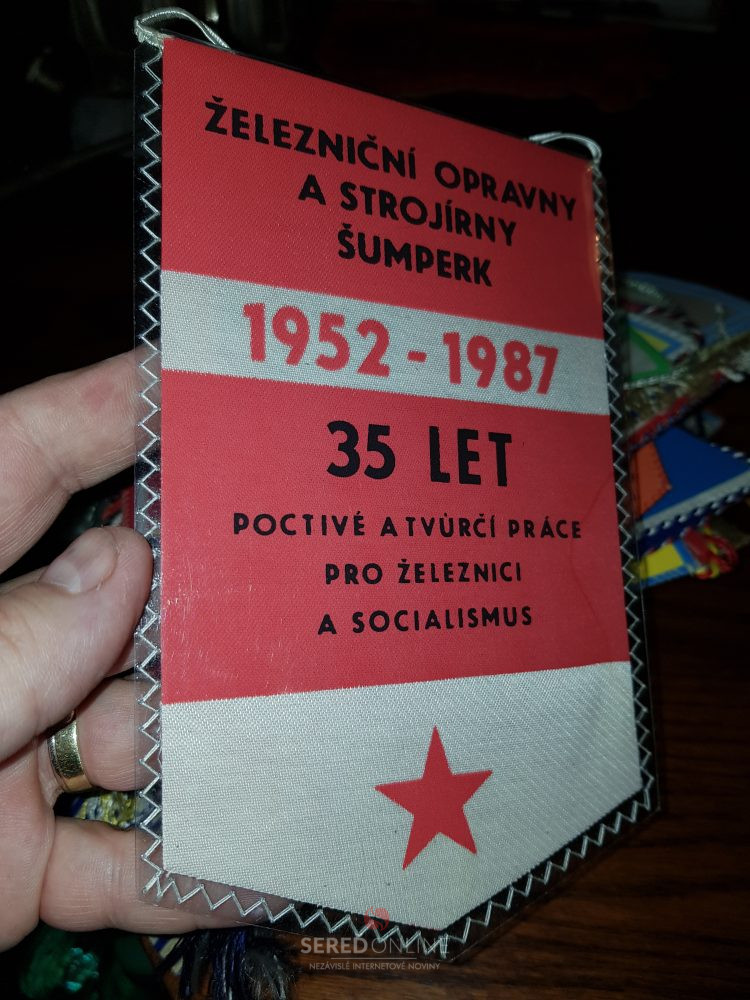 ŽELEZNIČNÍ OPRAVNY
A STROJÍRNY
ŠUMPERK
1952 - 1987
35 LET
POCTIVÉ A TVŮRČÍ PRÁCE
PRO ŽELEZNICI
A SOCIALISMUS
SEREDONLINE
NEZÁVISLÉ INTERNETOVÉ NOVINY